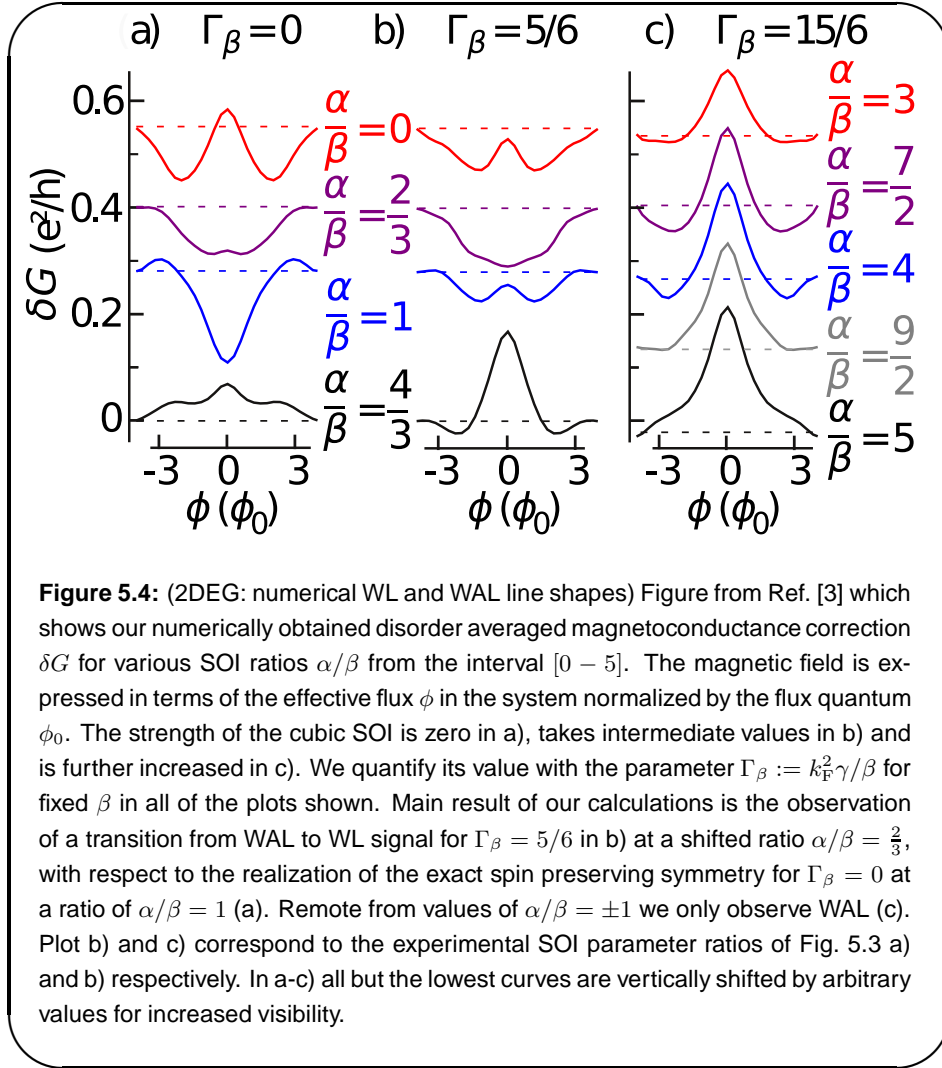 a) Γβ=0 b) Γβ=5/6 c) Γβ=15/6
0.6
0.4
0.2
0
δG (e²/h)
α/β=0
α/β=2/3
α/β=1
α/β=4/3
α/β=3
α/β=7/2
α/β=4
α/β=9/2
α/β=5
-3 0 3 -3 0 3 -3 0 3
ϕ (ϕ0) ϕ (ϕ0) ϕ (ϕ0)
Figure 5.4: (2DEG: numerical WL and WAL line shapes) Figure from Ref. [3] which
shows our numerically obtained disorder averaged magnetoconductance correction
δG for various SOI ratios α/β from the interval [0 − 5]. The magnetic field is ex-
pressed in terms of the effective flux ϕ in the system normalized by the flux quantum
ϕ0. The strength of the cubic SOI is zero in a), takes intermediate values in b) and
is further increased in c). We quantify its value with the parameter Γβ := k²F γ/β for
fixed β in all of the plots shown. Main result of our calculations is the observation
of a transition from WAL to WL signal for Γβ = 5/6 in b) at a shifted ratio α/β = 2/3,
with respect to the realization of the exact spin preserving symmetry for Γβ = 0 at
a ratio of α/β = 1 (a). Remote from values of α/β = ±1 we only observe WAL (c).
Plot b) and c) correspond to the experimental SOI parameter ratios of Fig. 5.3 a)
and b) respectively. In a-c) all but the lowest curves are vertically shifted by arbitrary
values for increased visibility.